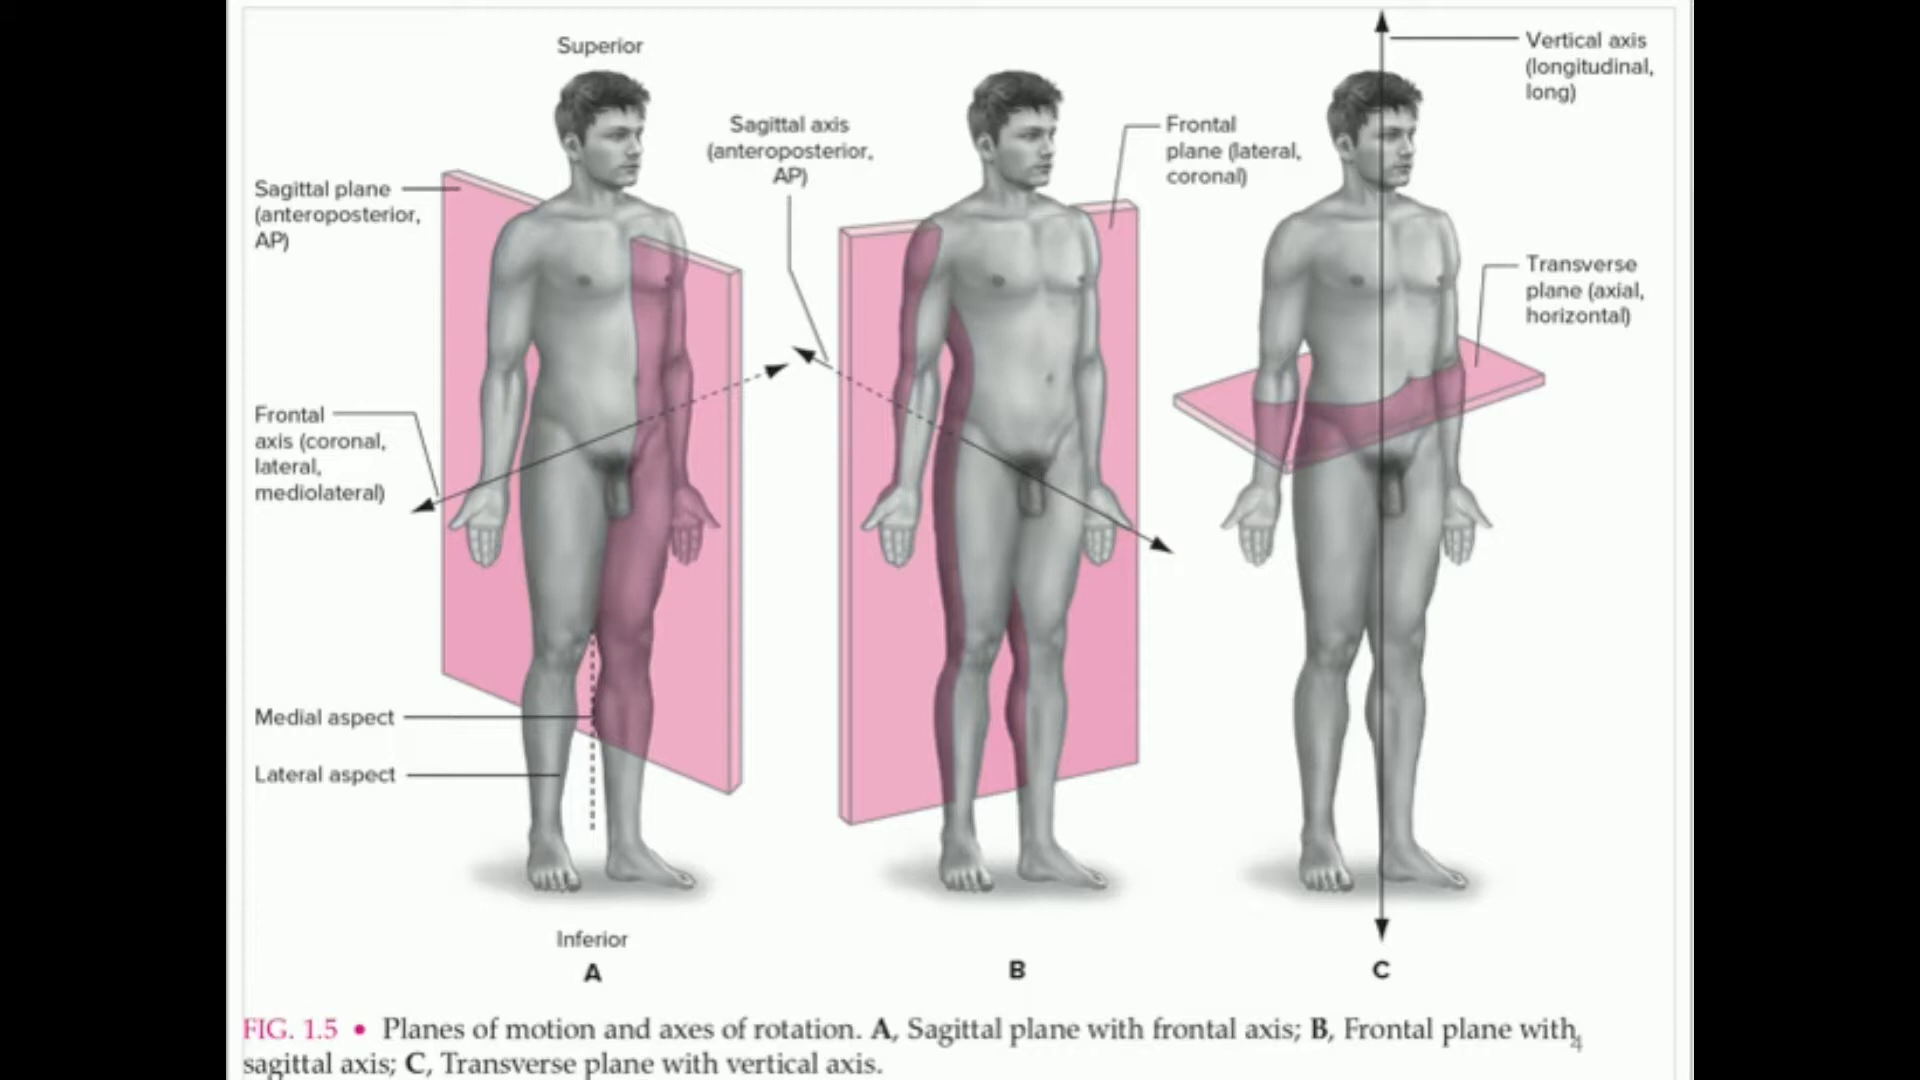 Superior
Sagittal plane
(anteroposterior,
AP)
Frontal
axis (coronal,
lateral,
mediolateral)
Medial aspect
Lateral aspect
Inferior
A
Sagittal axis
(anteroposterior,
AP)
Frontal
plane (lateral,
coronal)
B
Vertical axis
(longitudinal,
long)
Transverse
plane (axial,
horizontal)
C
FIG. 1.5 • Planes of motion and axes of rotation. A, Sagittal plane with frontal axis; B, Frontal plane with
sagittal axis; C, Transverse plane with vertical axis.
4